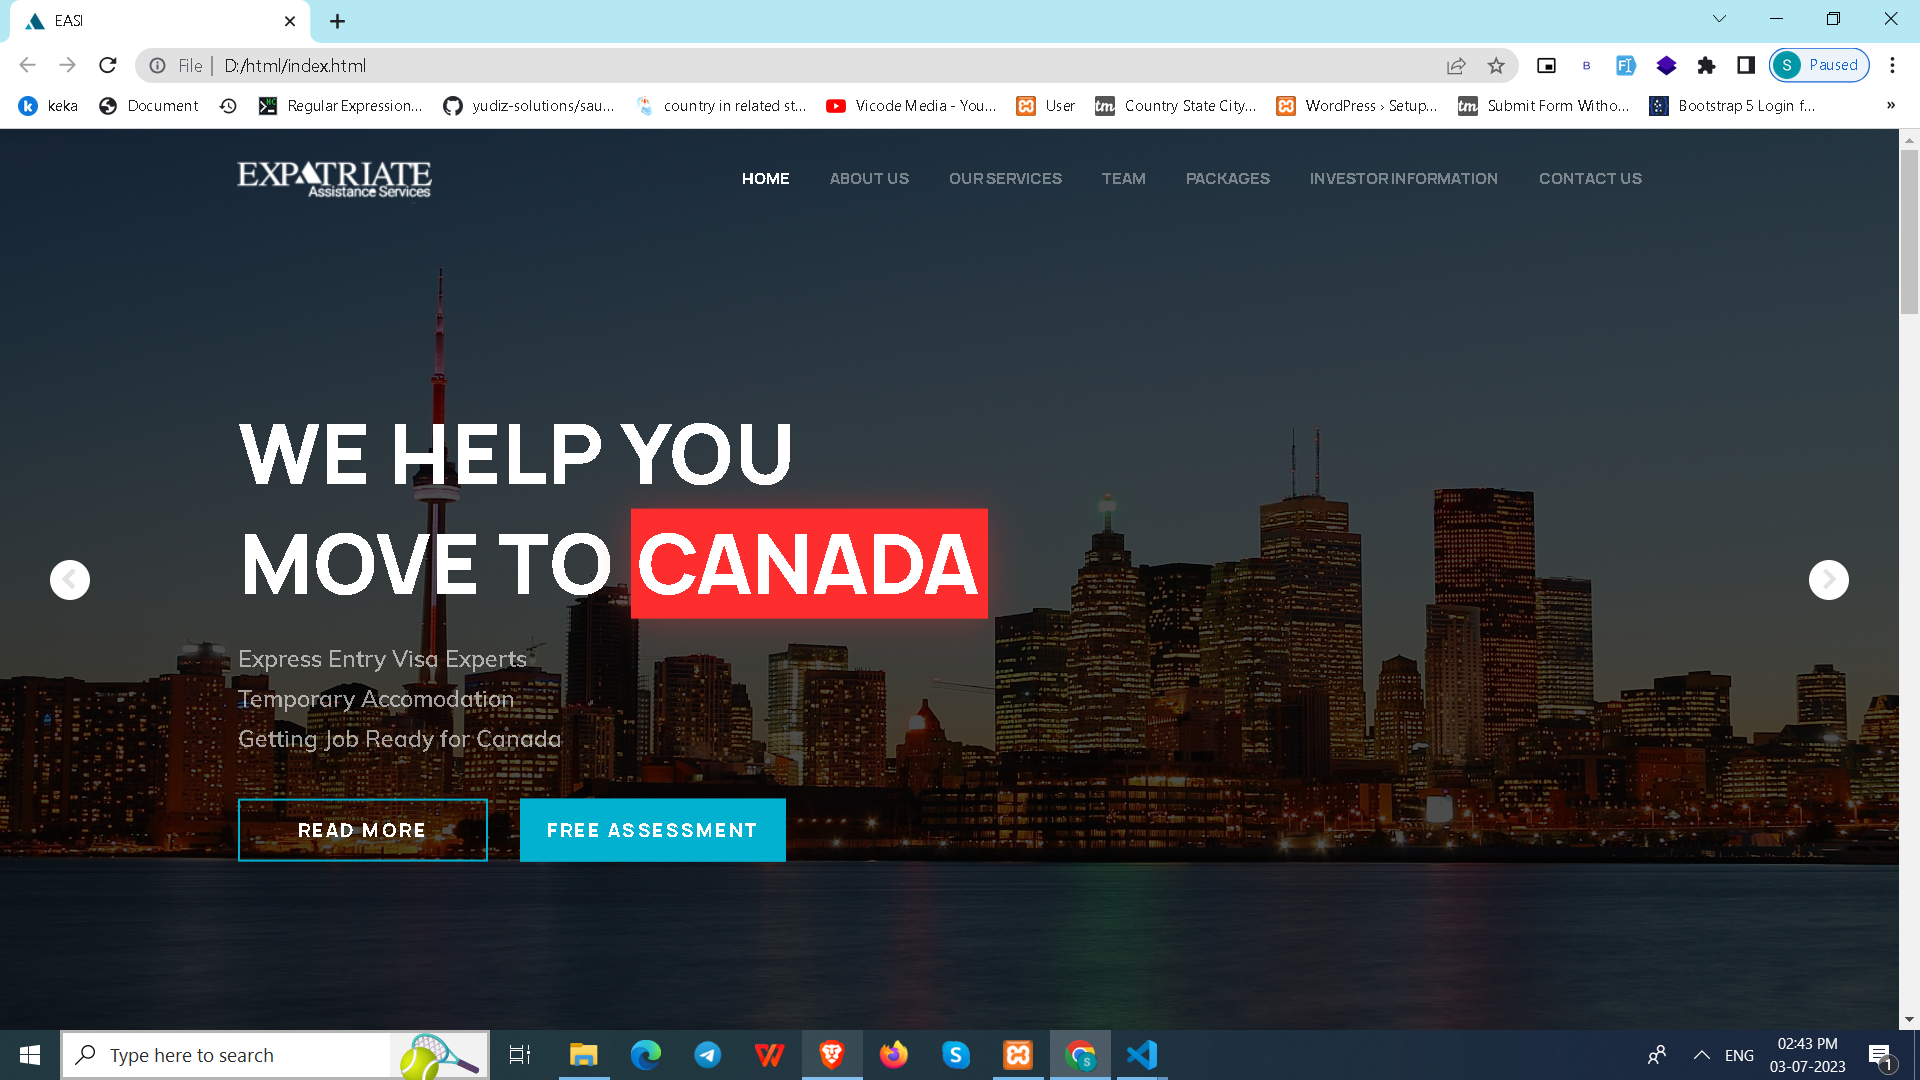 EASI
File
D:/html/index.html
S
Paused
keka
Document
Regular Expression...
yudiz-solutions/sau...
country in related st...
Vicode Media - You...
User
tm
Country State City...
WordPress › Setup...
tm
Submit Form Witho...
Bootstrap 5 Login f...
»
EXPATRIATE
Assistance Services
HOME
ABOUT US
OUR SERVICES
TEAM
PACKAGES
INVESTOR INFORMATION
CONTACT US
WE HELP YOU
MOVE TO CANADA
Express Entry Visa Experts
Temporary Accomodation
Getting Job Ready for Canada
READ MORE
FREE ASSESSMENT
Type here to search
ENG
02:43 PM
03-07-2023
1